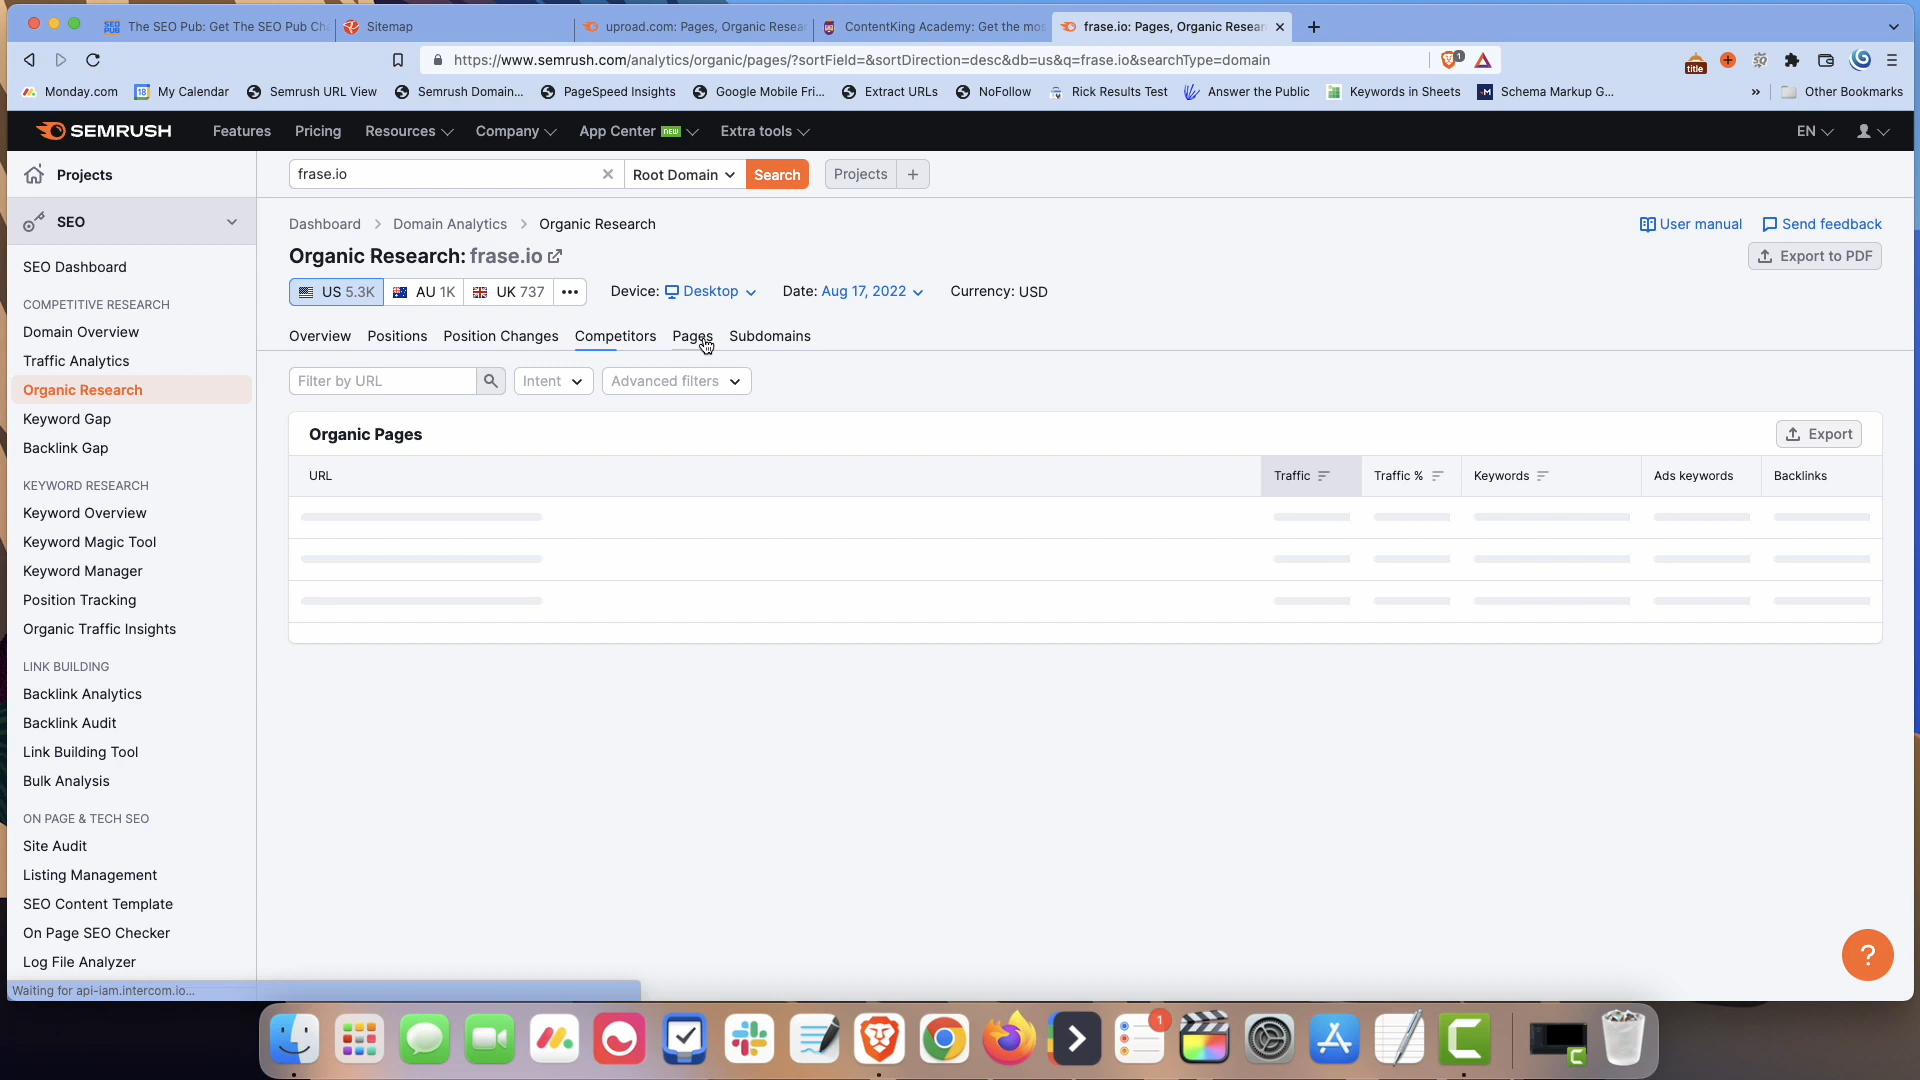 The SEO Pub: Get The SEO Pub Ch
Sitemap
uproad.com: Pages, Organic Resear
ContentKing Academy: Get the mos
frase.io: Pages, Organic Resear
https://www.semrush.com/analytics/organic/pages/?sortField=&sortDirection=desc&db=us&q=frase.io&searchType=domain
1
title
Monday.com
18
My Calendar
Semrush URL View
Semrush Domain...
PageSpeed Insights
Google Mobile Fri...
Extract URLs
NoFollow
Rick Results Test
Answer the Public
Keywords in Sheets
Schema Markup G...
»
Other Bookmarks
SEMRUSH
Features
Pricing
Resources
Company
App Center NEW
Extra tools
EN
Projects
frase.io
Root Domain
Search
Projects
+
SEO
Dashboard > Domain Analytics > Organic Research
User manual
Send feedback
Organic Research: frase.io
Export to PDF
SEO Dashboard
US 5.3K
AU 1K
UK 737
•••
Device: Desktop
Date: Aug 17, 2022
Currency: USD
COMPETITIVE RESEARCH
Domain Overview
Traffic Analytics
Organic Research
Keyword Gap
Backlink Gap
Overview
Positions
Position Changes
Competitors
Pages
Subdomains
Filter by URL
Intent
Advanced filters
Organic Pages
Export
URL
Traffic
Traffic %
Keywords
Ads keywords
Backlinks
KEYWORD RESEARCH
Keyword Overview
Keyword Magic Tool
Keyword Manager
Position Tracking
Organic Traffic Insights
LINK BUILDING
Backlink Analytics
Backlink Audit
Link Building Tool
Bulk Analysis
ON PAGE & TECH SEO
Site Audit
Listing Management
SEO Content Template
On Page SEO Checker
Log File Analyzer
?
Waiting for api-iam.intercom.io...
1